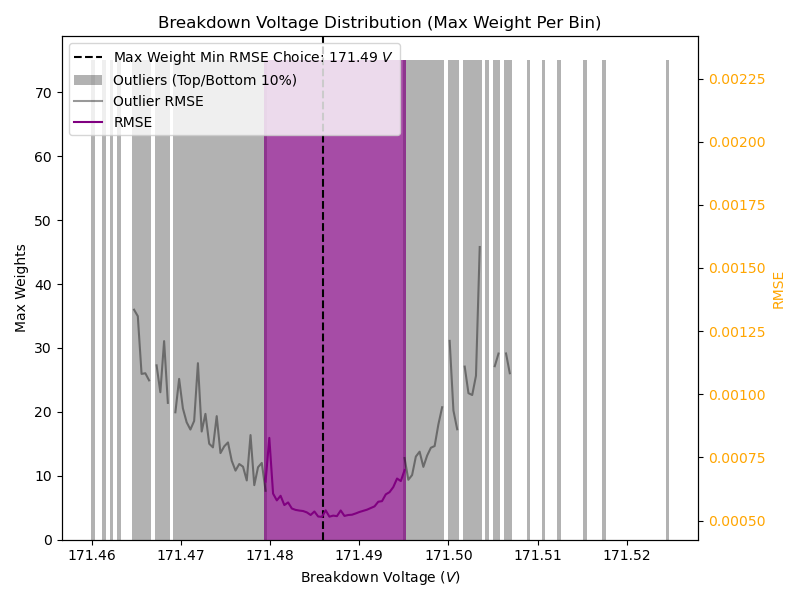 Breakdown Voltage Distribution (Max Weight Per Bin)
Max Weight Min RMSE Choice: 171.49 V
Outliers (Top/Bottom 10%)
Outlier RMSE
RMSE
Max Weights
70
60
50
40
30
20
10
0
0.00225
0.00200
0.00175
0.00150
0.00125
0.00100
0.00075
0.00050
RMSE
171.46 171.47 171.48 171.49 171.50 171.51 171.52
Breakdown Voltage (V)